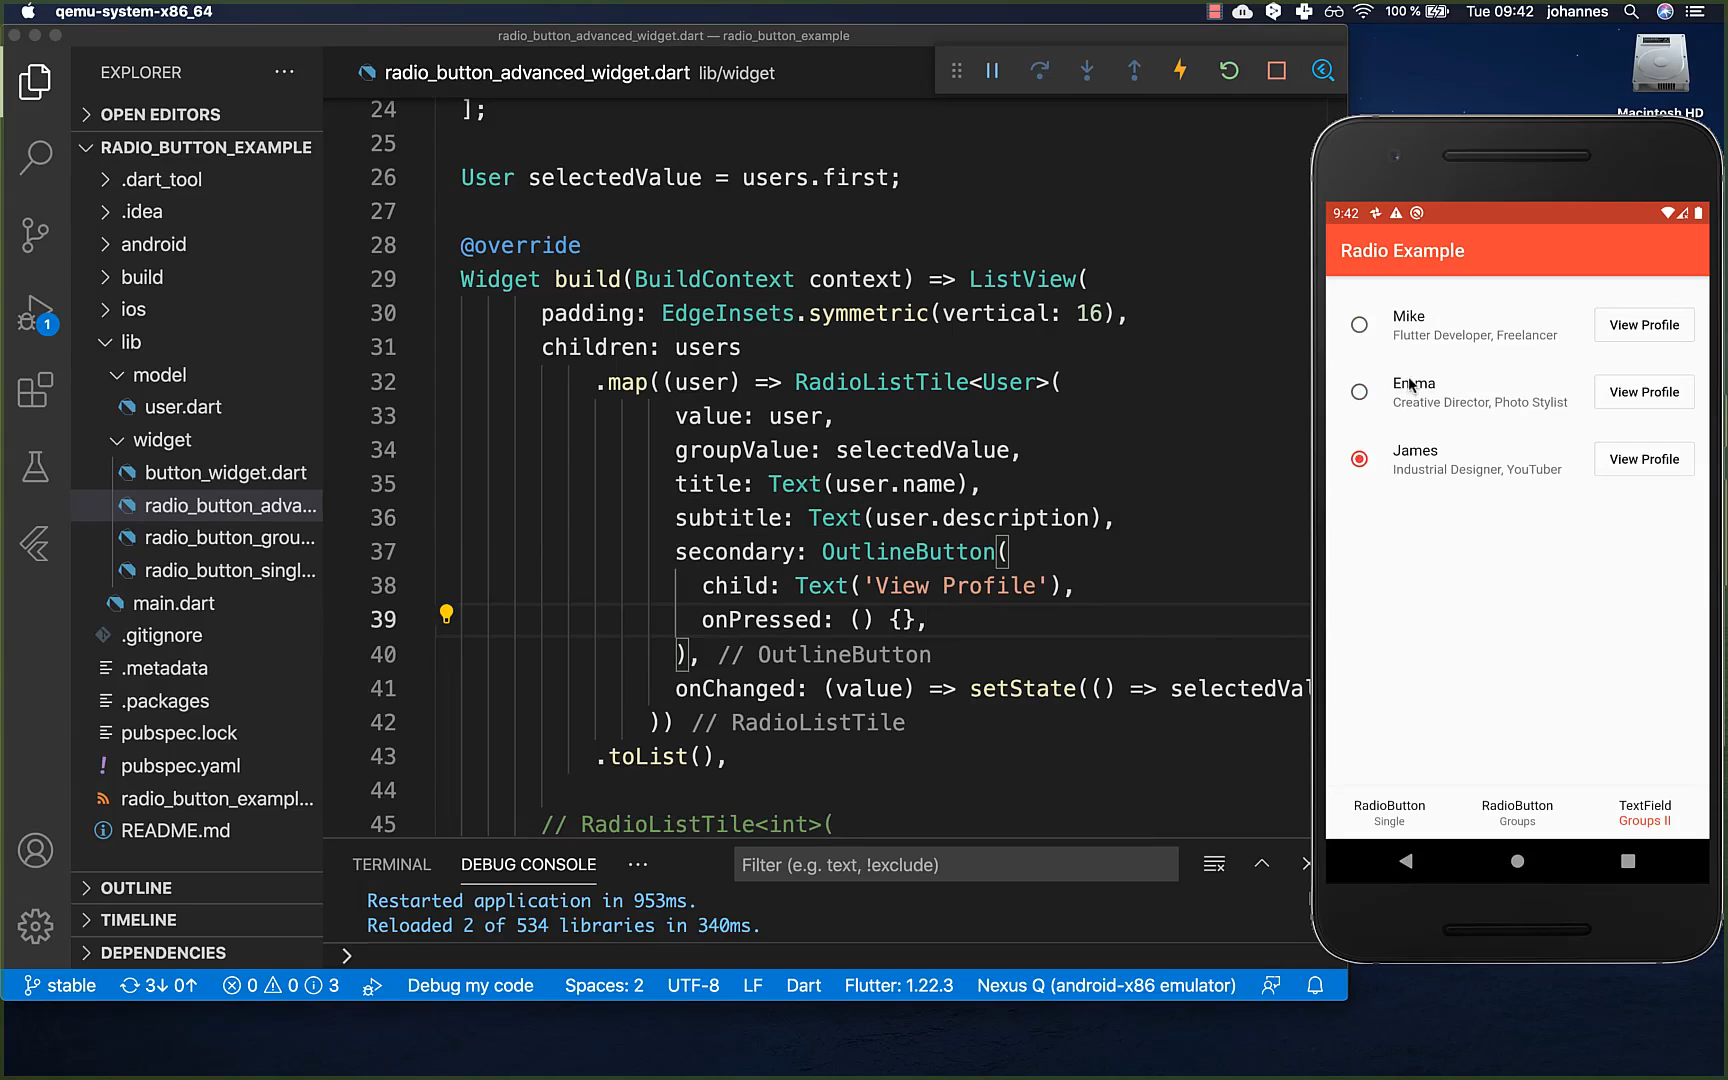 qemu-system-x86_64
100 %
Tue 09:42
johannes
radio_button_advanced_widget.dart — radio_button_example
Macintosh HD
EXPLORER
OPEN EDITORS
RADIO_BUTTON_EXAMPLE
.dart_tool
.idea
android
build
ios
lib
model
user.dart
widget
button_widget.dart
radio_button_adva...
radio_button_grou...
radio_button_singl...
main.dart
.gitignore
.metadata
.packages
pubspec.lock
pubspec.yaml
radio_button_exampl...
README.md
OUTLINE
TIMELINE
DEPENDENCIES
1
radio_button_advanced_widget.dart lib/widget
24 ];
25
26 User selectedValue = users.first;
27
28 @override
29 Widget build(BuildContext context) => ListView(
30 padding: EdgeInsets.symmetric(vertical: 16),
31 children: users
32 .map((user) => RadioListTile<User>(
33 value: user,
34 groupValue: selectedValue,
35 title: Text(user.name),
36 subtitle: Text(user.description),
37 secondary: OutlineButton(
38 child: Text('View Profile'),
39 onPressed: () {},
40 ), // OutlineButton
41 onChanged: (value) => setState(() => selectedVal
42 )) // RadioListTile
43 .toList(),
44
45 // RadioListTile<int>(
TERMINAL
DEBUG CONSOLE
Filter (e.g. text, !exclude)
Restarted application in 953ms.
Reloaded 2 of 534 libraries in 340ms.
stable
3↓ 0↑
0
0
3
Debug my code
Spaces: 2
UTF-8
LF
Dart
Flutter: 1.22.3
Nexus Q (android-x86 emulator)
9:42
Radio Example
Mike
Flutter Developer, Freelancer
View Profile
Emma
Creative Director, Photo Stylist
View Profile
James
Industrial Designer, YouTuber
View Profile
RadioButton
Single
RadioButton
Groups
TextField
Groups II